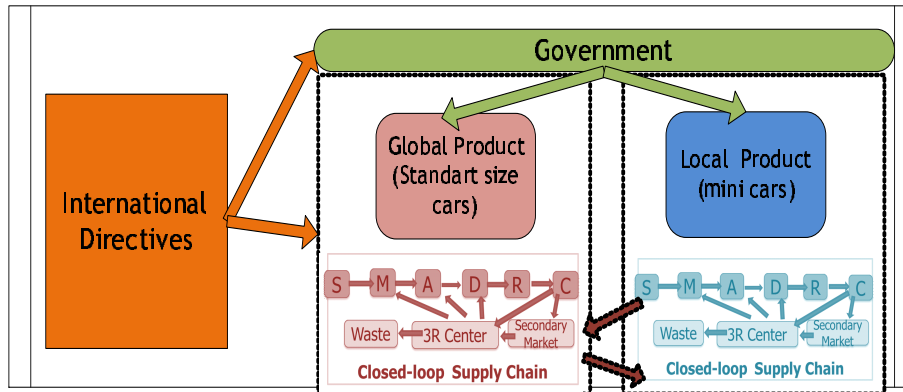 Government
International
Directives
Global Product
(Standart size
cars)
Local Product
(mini cars)
S M A D R C
Waste 3R Center Secondary
Market
Closed-loop Supply Chain
S M A D R C
Waste 3R Center Secondary
Market
Closed-loop Supply Chain